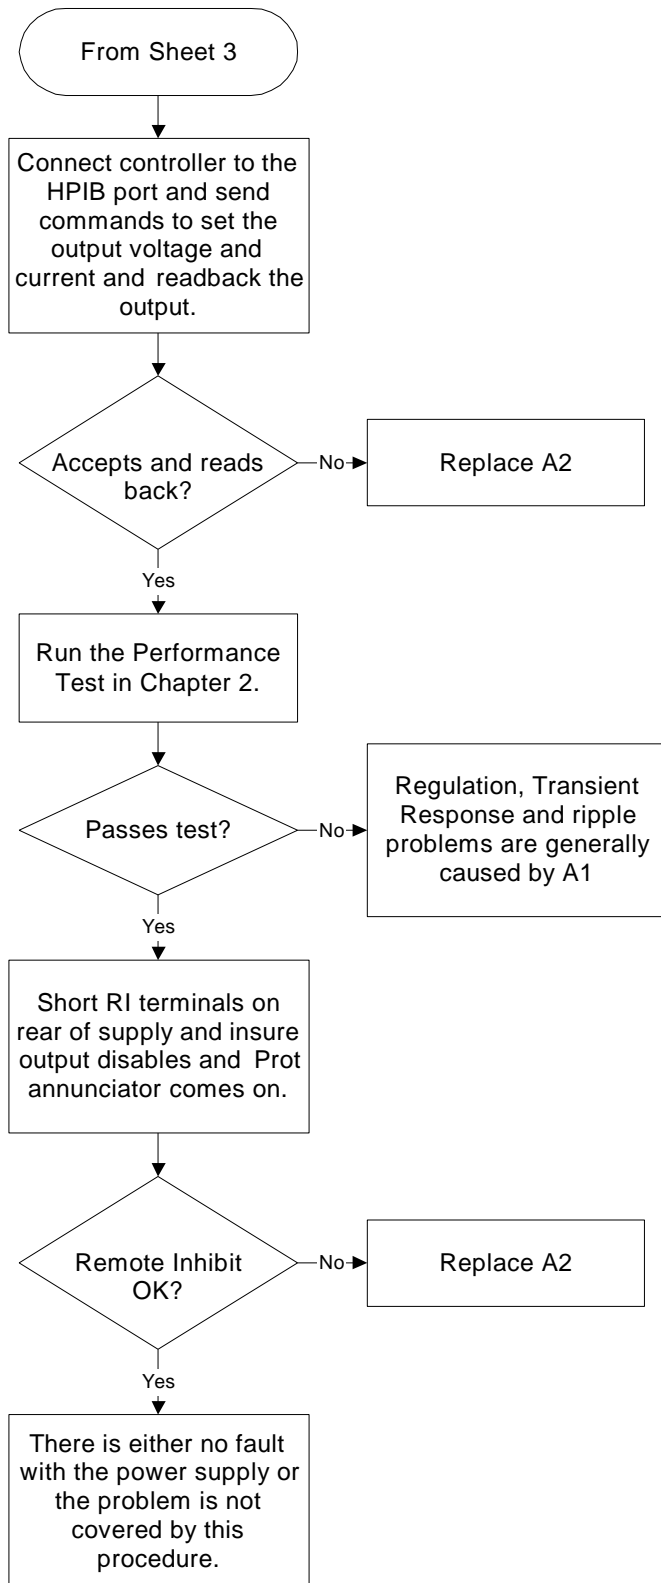 From Sheet 3
Connect controller to the
HPIB port and send
commands to set the
output voltage and
current and readback the
output.
Accepts and reads
back?
No
Replace A2
Yes
Run the Performance
Test in Chapter 2.
Passes test?
No
Regulation, Transient
Response and ripple
problems are generally
caused by A1
Yes
Short RI terminals on
rear of supply and insure
output disables and Prot
annunciator comes on.
Remote Inhibit
OK?
No
Replace A2
Yes
There is either no fault
with the power supply or
the problem is not
covered by this
procedure.